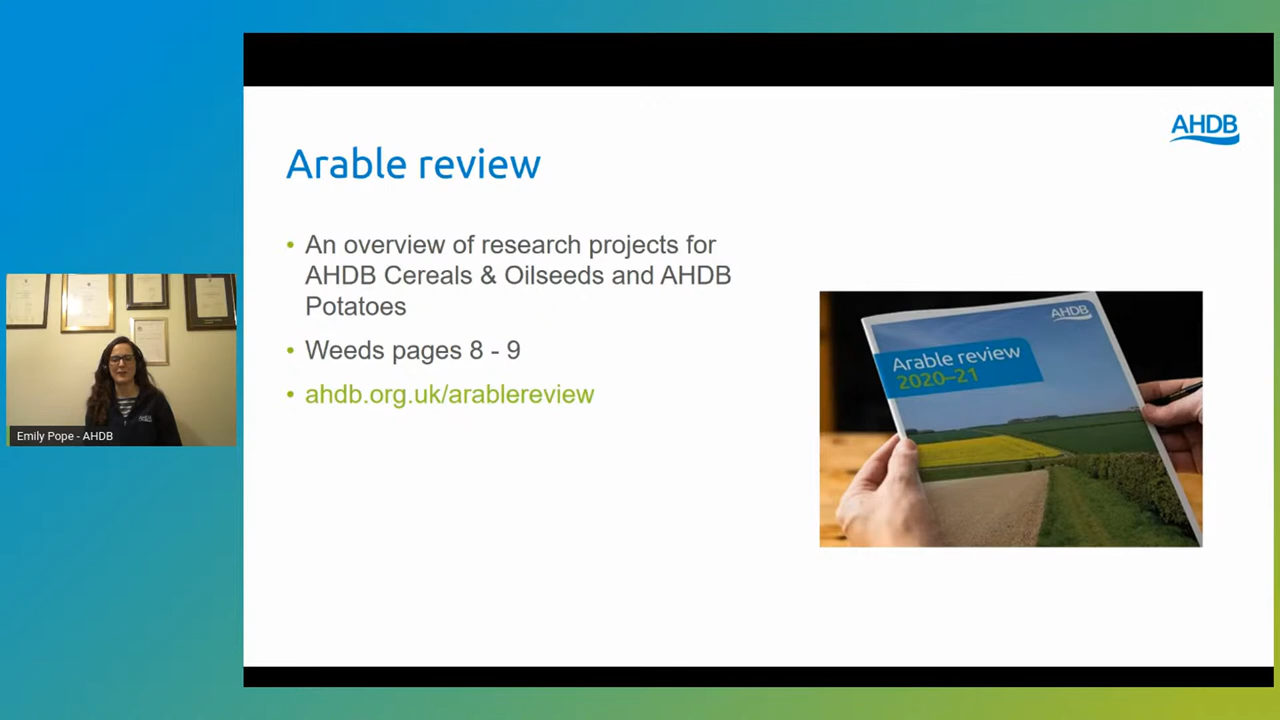 AHDB
Arable review
• An overview of research projects for
AHDB Cereals & Oilseeds and AHDB
Potatoes
• Weeds pages 8 - 9
• ahdb.org.uk/arablereview
AHDB
Arable review
2020–21
AHDB
Emily Pope - AHDB